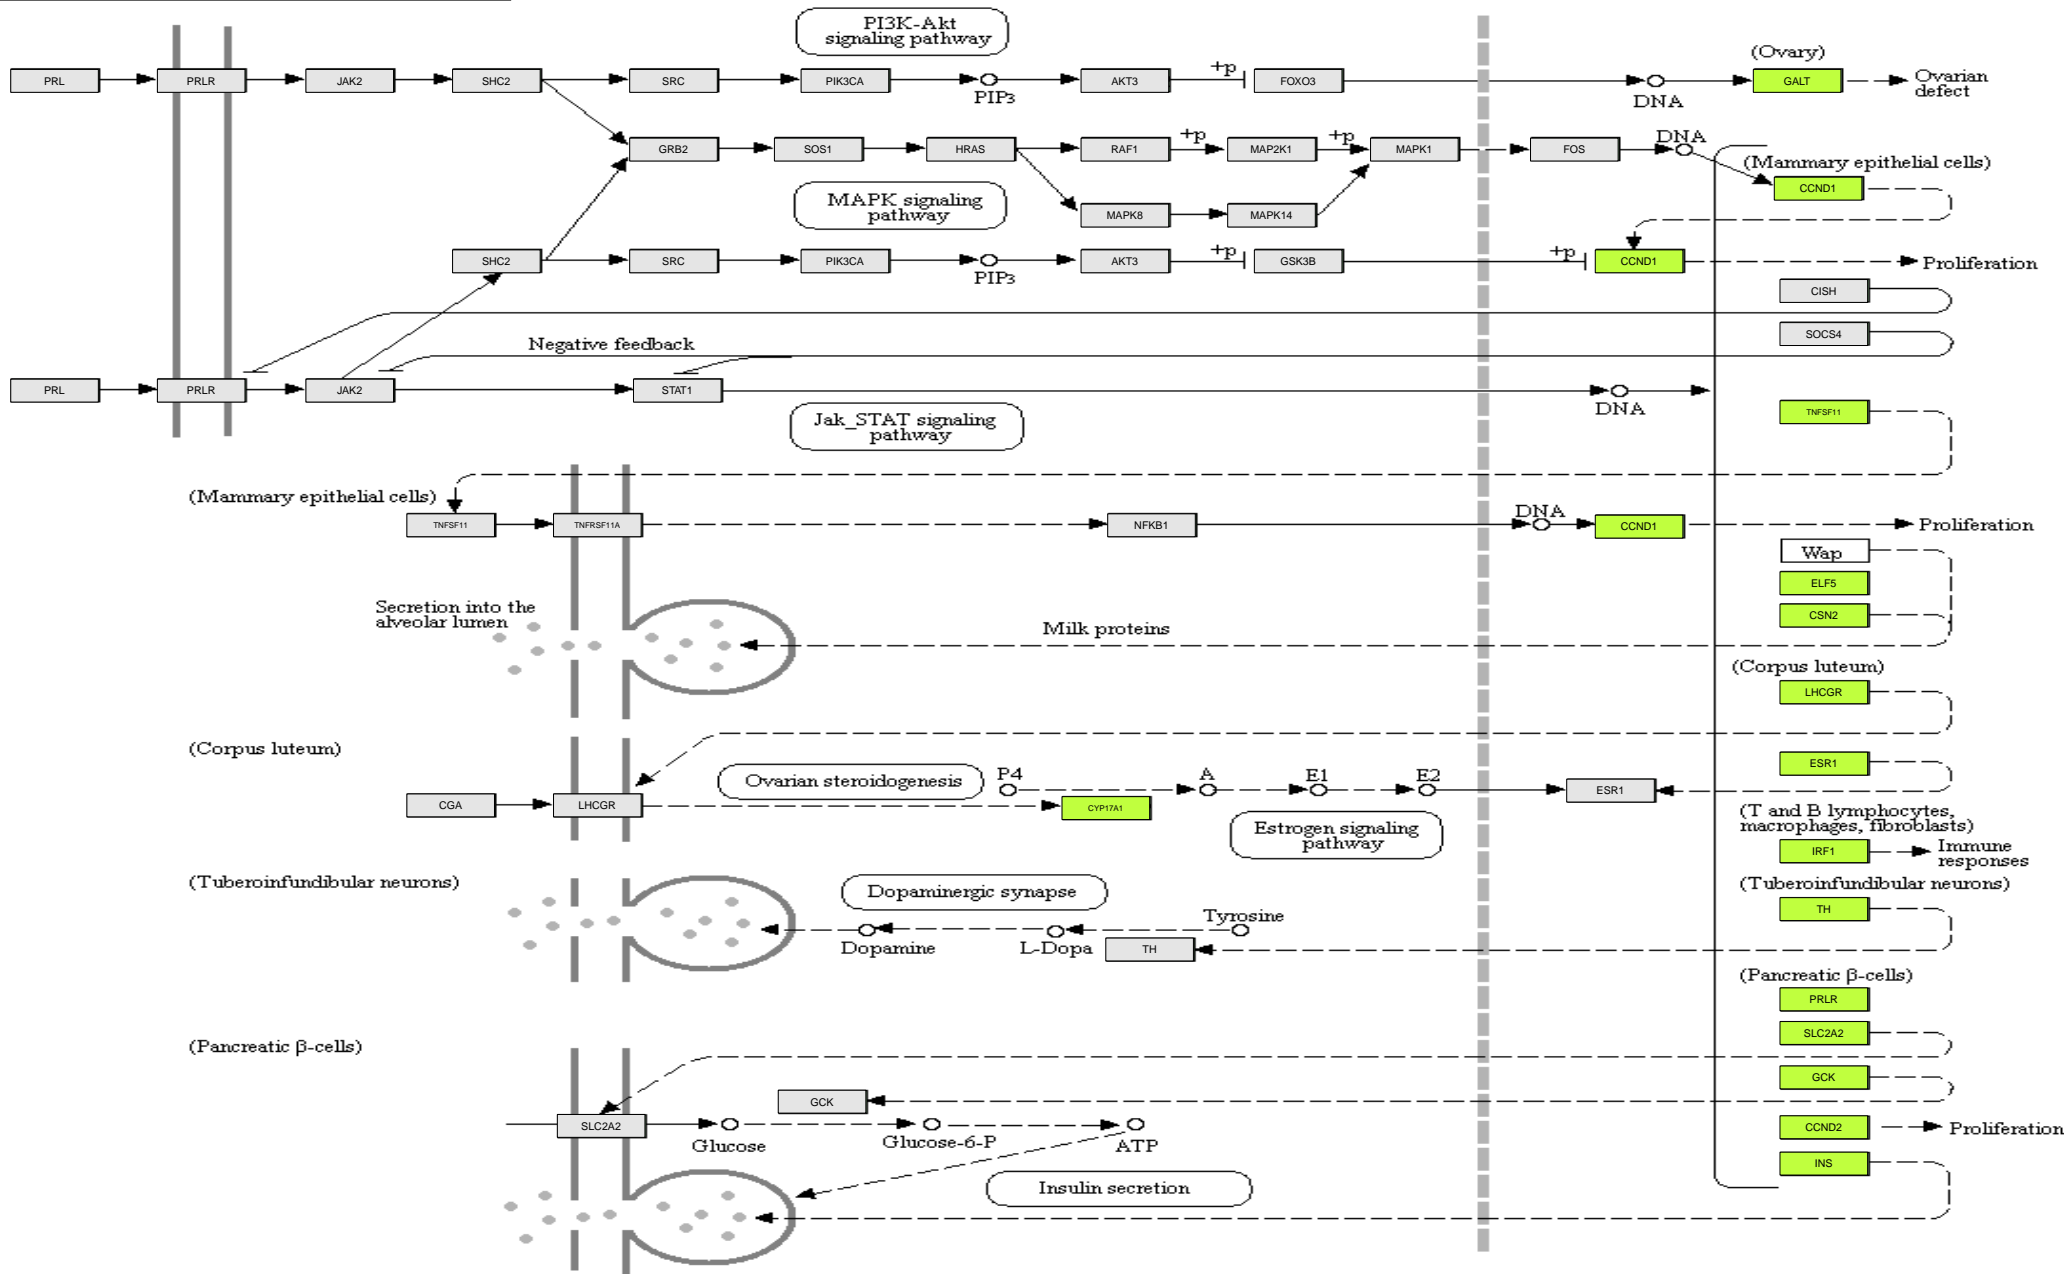 PI3K-Akt
signaling pathway
(Ovary)
PRL PRLR JAK2 SHC2 SRC PIK3CA PIP3 AKT3 +p FOXO3 DNA GALT Ovarian
defect
GRB2 SOS1 HRAS RAF1 +p MAP2K1 +p MAPK1 FOS DNA
(Mammary epithelial cells)
CCND1
MAPK signaling
pathway
MAPK8 MAPK14
SHC2 SRC PIK3CA PIP3 AKT3 +p GSK3B +p CCND1 Proliferation
CISH
SOCS4
Negative feedback
PRL PRLR JAK2 STAT1 DNA
Jak_STAT signaling
pathway
TNFSF11
(Mammary epithelial cells)
TNFSF11 TNFRSF11A NFKB1 DNA CCND1 Proliferation
Wap
ELF5
CSN2
Secretion into the
alveolar lumen
Milk proteins
(Corpus luteum)
LHCGR
(Corpus luteum)
ESR1
Ovarian steroidogenesis P4 A E1 E2 ESR1
CGA LHCGR CYP17A1
Estrogen signaling
pathway
(T and B lymphocytes,
macrophages, fibroblasts)
IRF1 Immune
responses
(Tuberoinfundibular neurons)
(Tuberoinfundibular neurons)
Dopaminergic synapse
TH
Tyrosine
Dopamine L-Dopa TH
(Pancreatic β-cells)
PRLR
SLC2A2
(Pancreatic β-cells)
GCK
GCK
SLC2A2 Glucose Glucose-6-P ATP
CCND2 Proliferation
INS
Insulin secretion